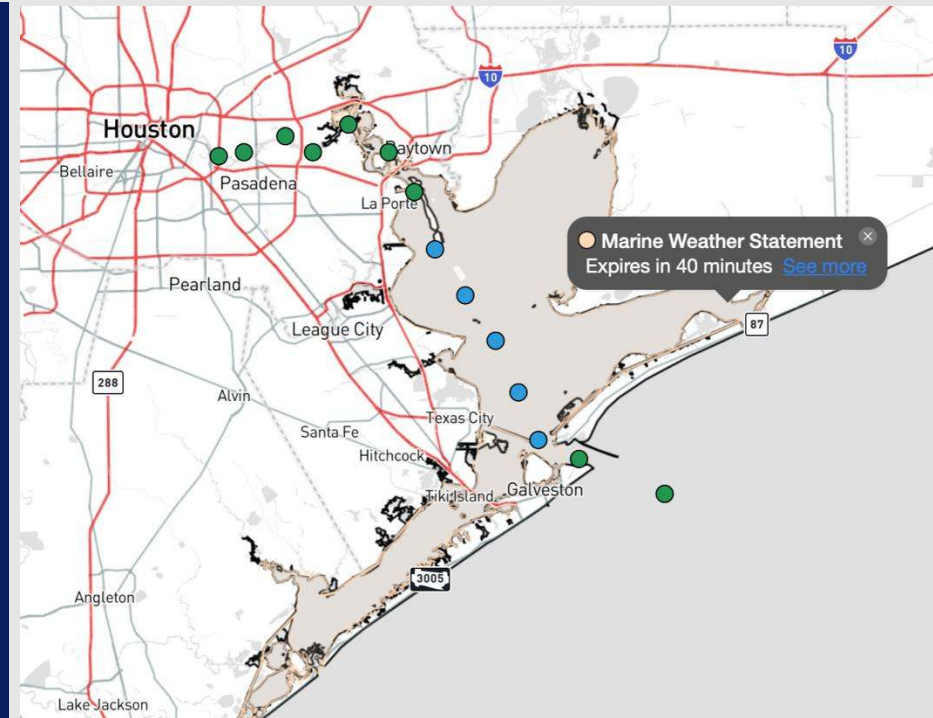 10
10
Houston
Baytown
Bellaire
Pasadena
La Porte
Marine Weather Statement
Expires in 40 minutes See more
Pearland
87
League City
288
Alvin
Texas City
Santa Fe
Hitchcock
Tiki Island
Galveston
3005
Angleton
Lake Jackson